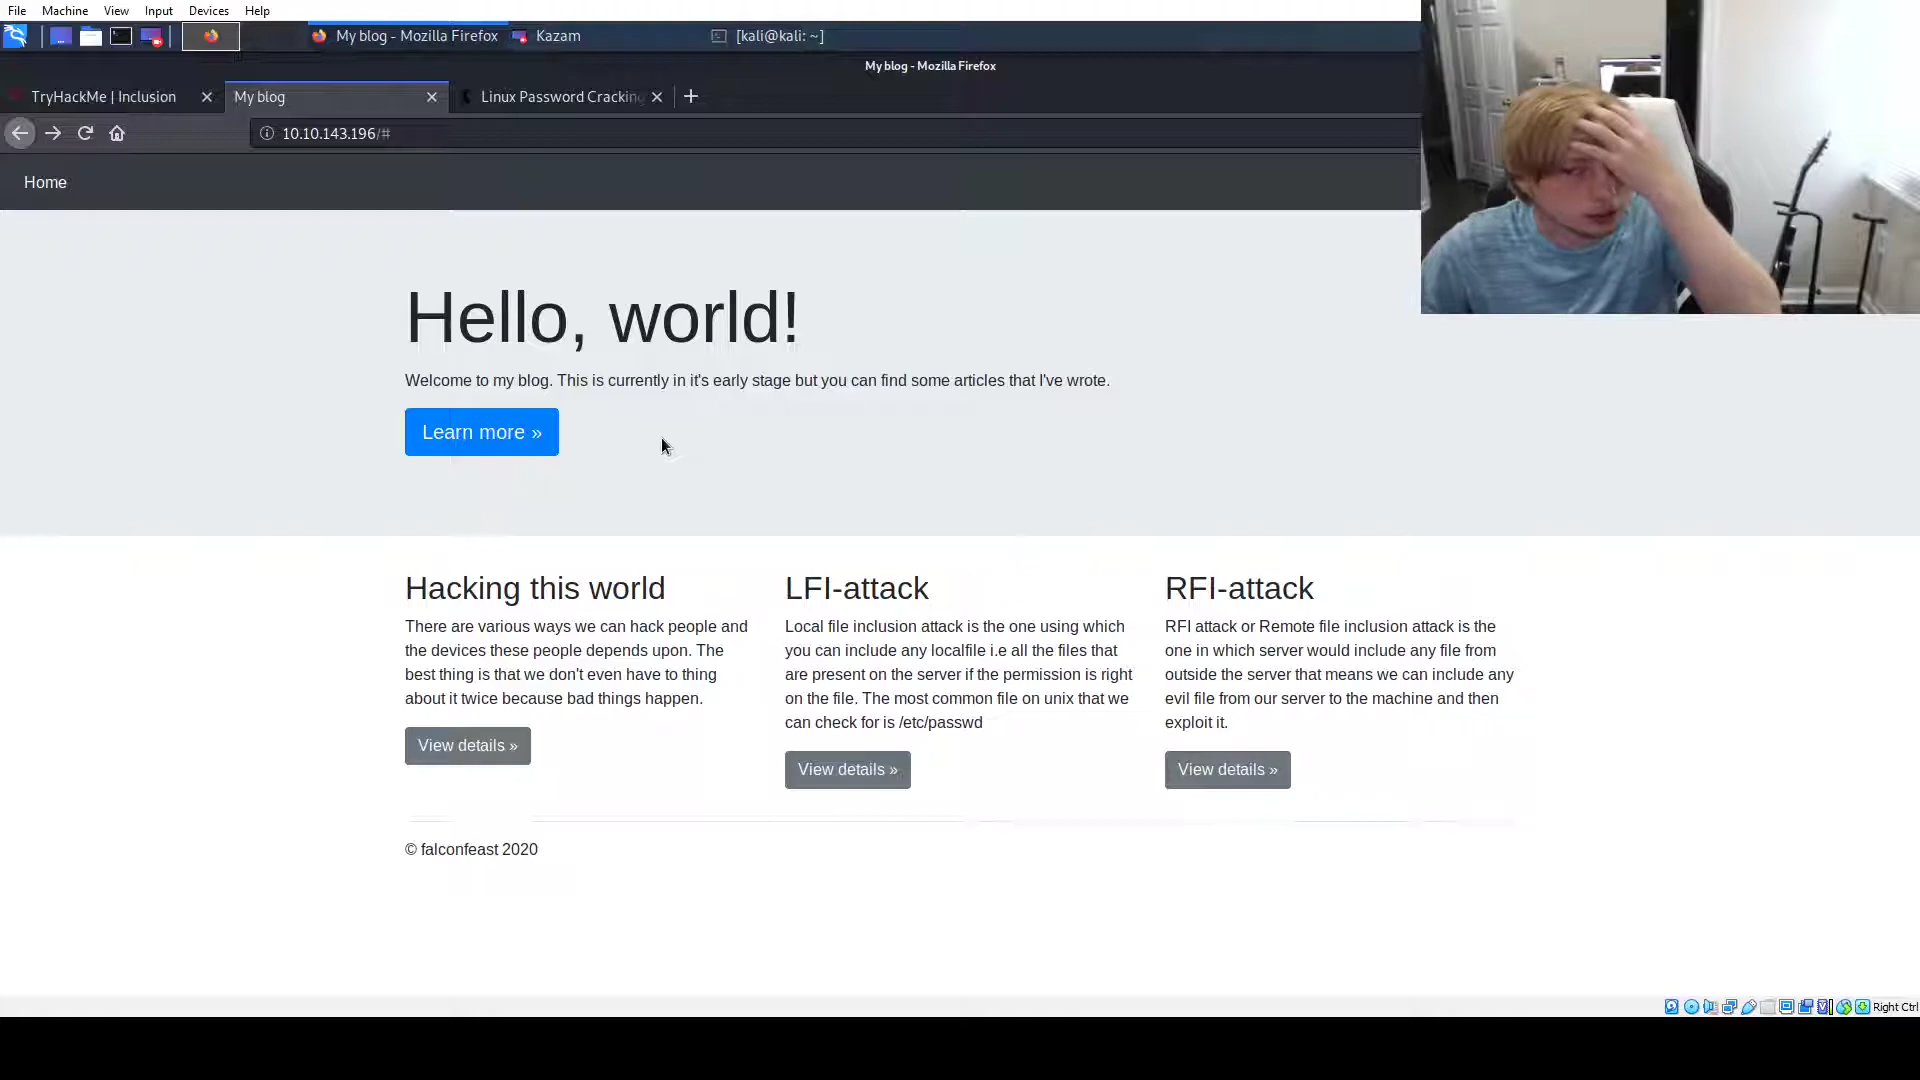 File Machine View Input Devices Help
My blog - Mozilla Firefox Kazam [kali@kali: ~]
My blog - Mozilla Firefox
TryHackMe | Inclusion My blog Linux Password Cracking
10.10.143.196/#
Home
Hello, world!
Welcome to my blog. This is currently in it's early stage but you can find some articles that I've wrote.
Learn more »
Hacking this world
There are various ways we can hack people and
the devices these people depends upon. The
best thing is that we don't even have to thing
about it twice because bad things happen.
View details »
LFI-attack
Local file inclusion attack is the one using which
you can include any localfile i.e all the files that
are present on the server if the permission is right
on the file. The most common file on unix that we
can check for is /etc/passwd
View details »
RFI-attack
RFI attack or Remote file inclusion attack is the
one in which server would include any file from
outside the server that means we can include any
evil file from our server to the machine and then
exploit it.
View details »
© falconfeast 2020
Right Ctrl